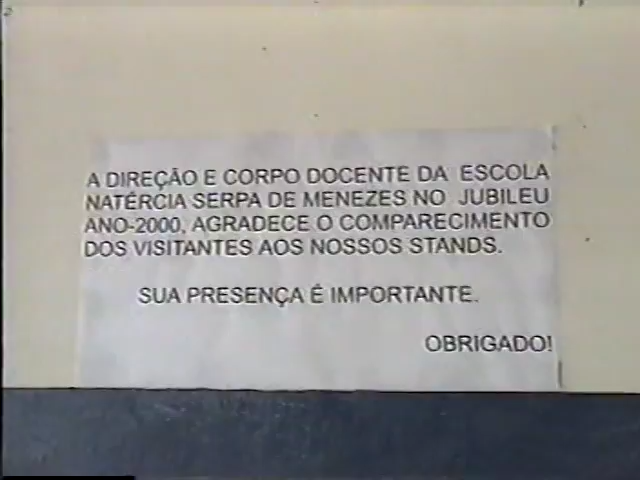 A DIREÇÃO E CORPO DOCENTE DA ESCOLA
NATÉRCIA SERPA DE MENEZES NO JUBILEU
ANO-2000, AGRADECE O COMPARECIMENTO
DOS VISITANTES AOS NOSSOS STANDS.
SUA PRESENÇA É IMPORTANTE.
OBRIGADO!